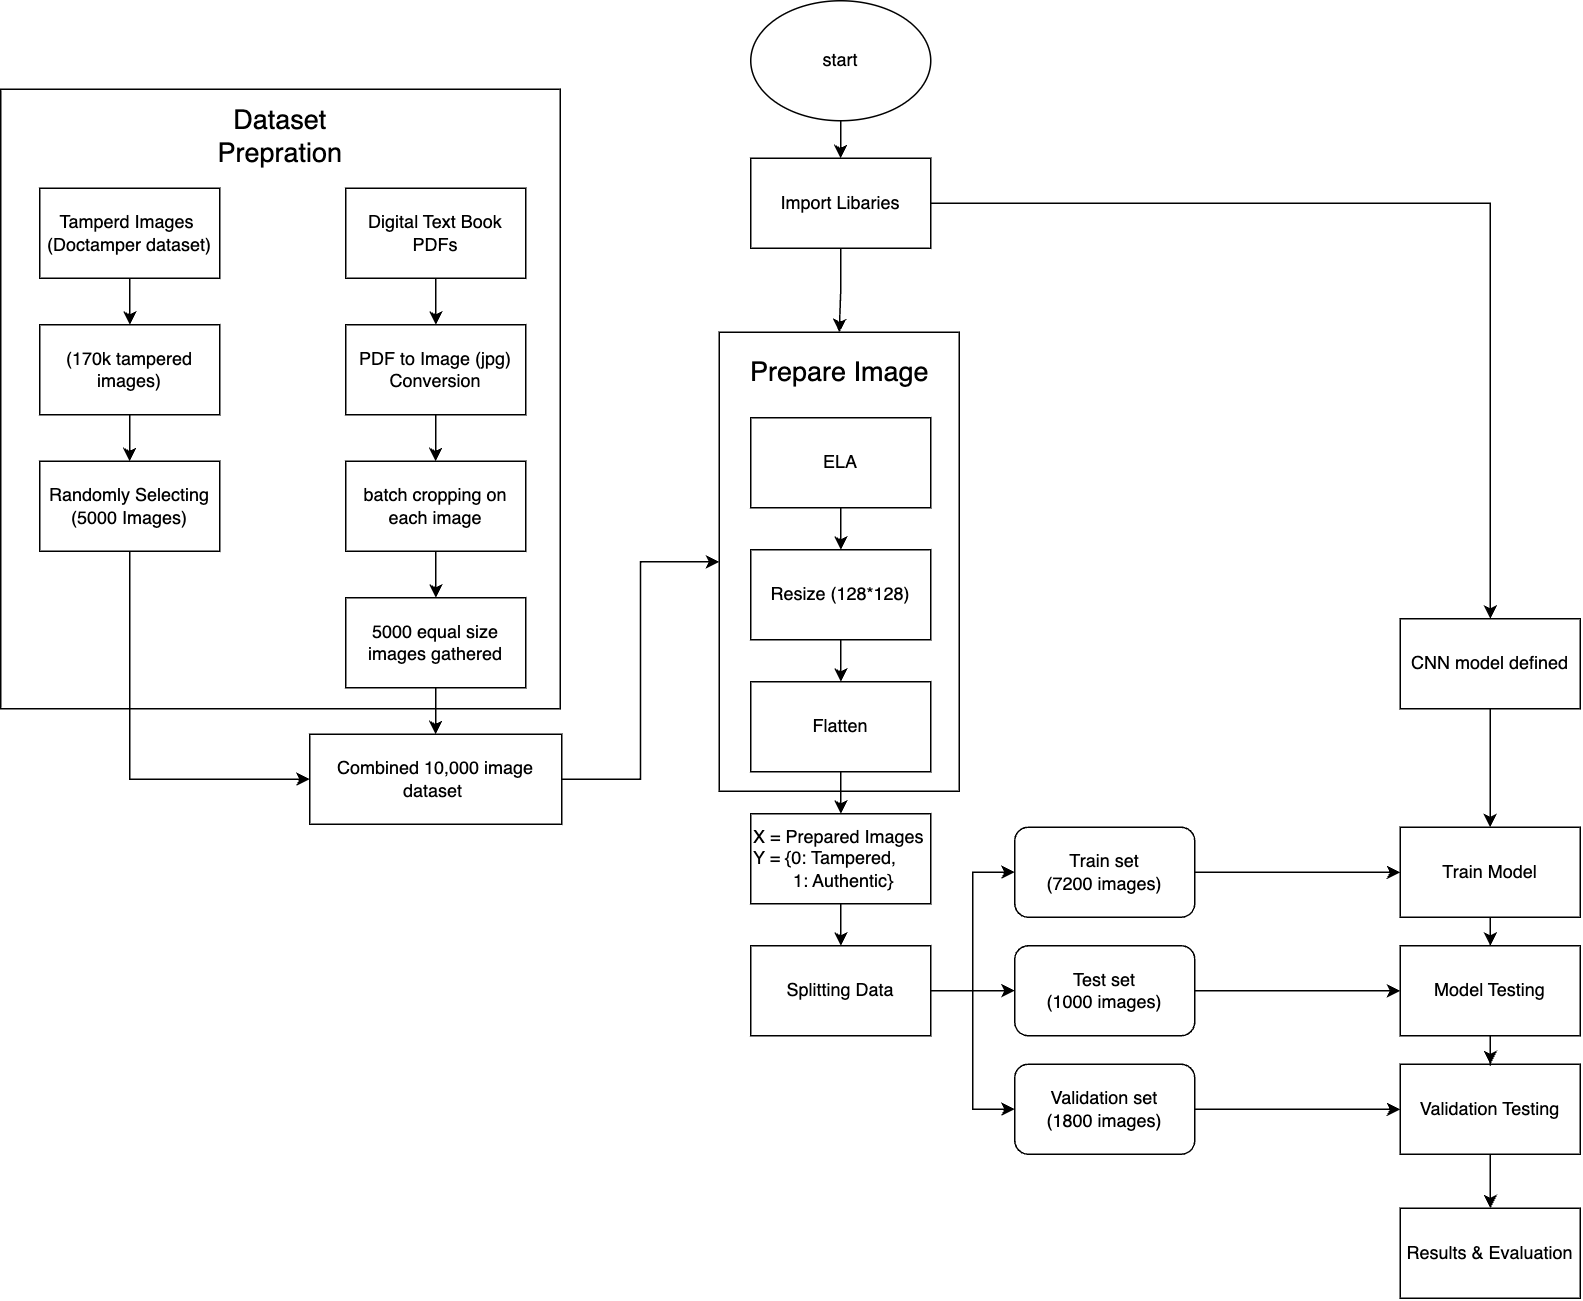 start
Dataset
Prepration
Tamperd Images
(Doctamper dataset)
(170k tampered
images)
Randomly Selecting
(5000 Images)
Digital Text Book
PDFs
PDF to Image (jpg)
Conversion
batch cropping on
each image
5000 equal size
images gathered
Combined 10,000 image
dataset
Import Libaries
Prepare Image
ELA
Resize (128*128)
Flatten
X = Prepared Images
Y = {0: Tampered,
1: Authentic}
Splitting Data
Train set
(7200 images)
Test set
(1000 images)
Validation set
(1800 images)
CNN model defined
Train Model
Model Testing
Validation Testing
Results & Evaluation